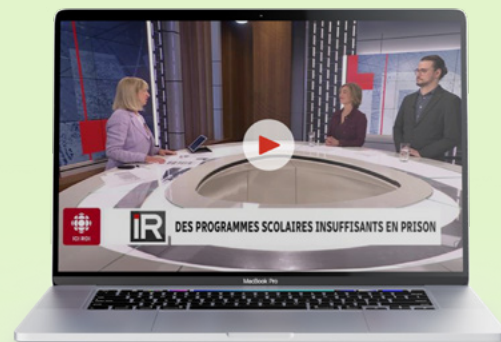 iR DES PROGRAMMES SCOLAIRES INSUFFISANTS EN PRISON
ICI RDI
MacBook Pro